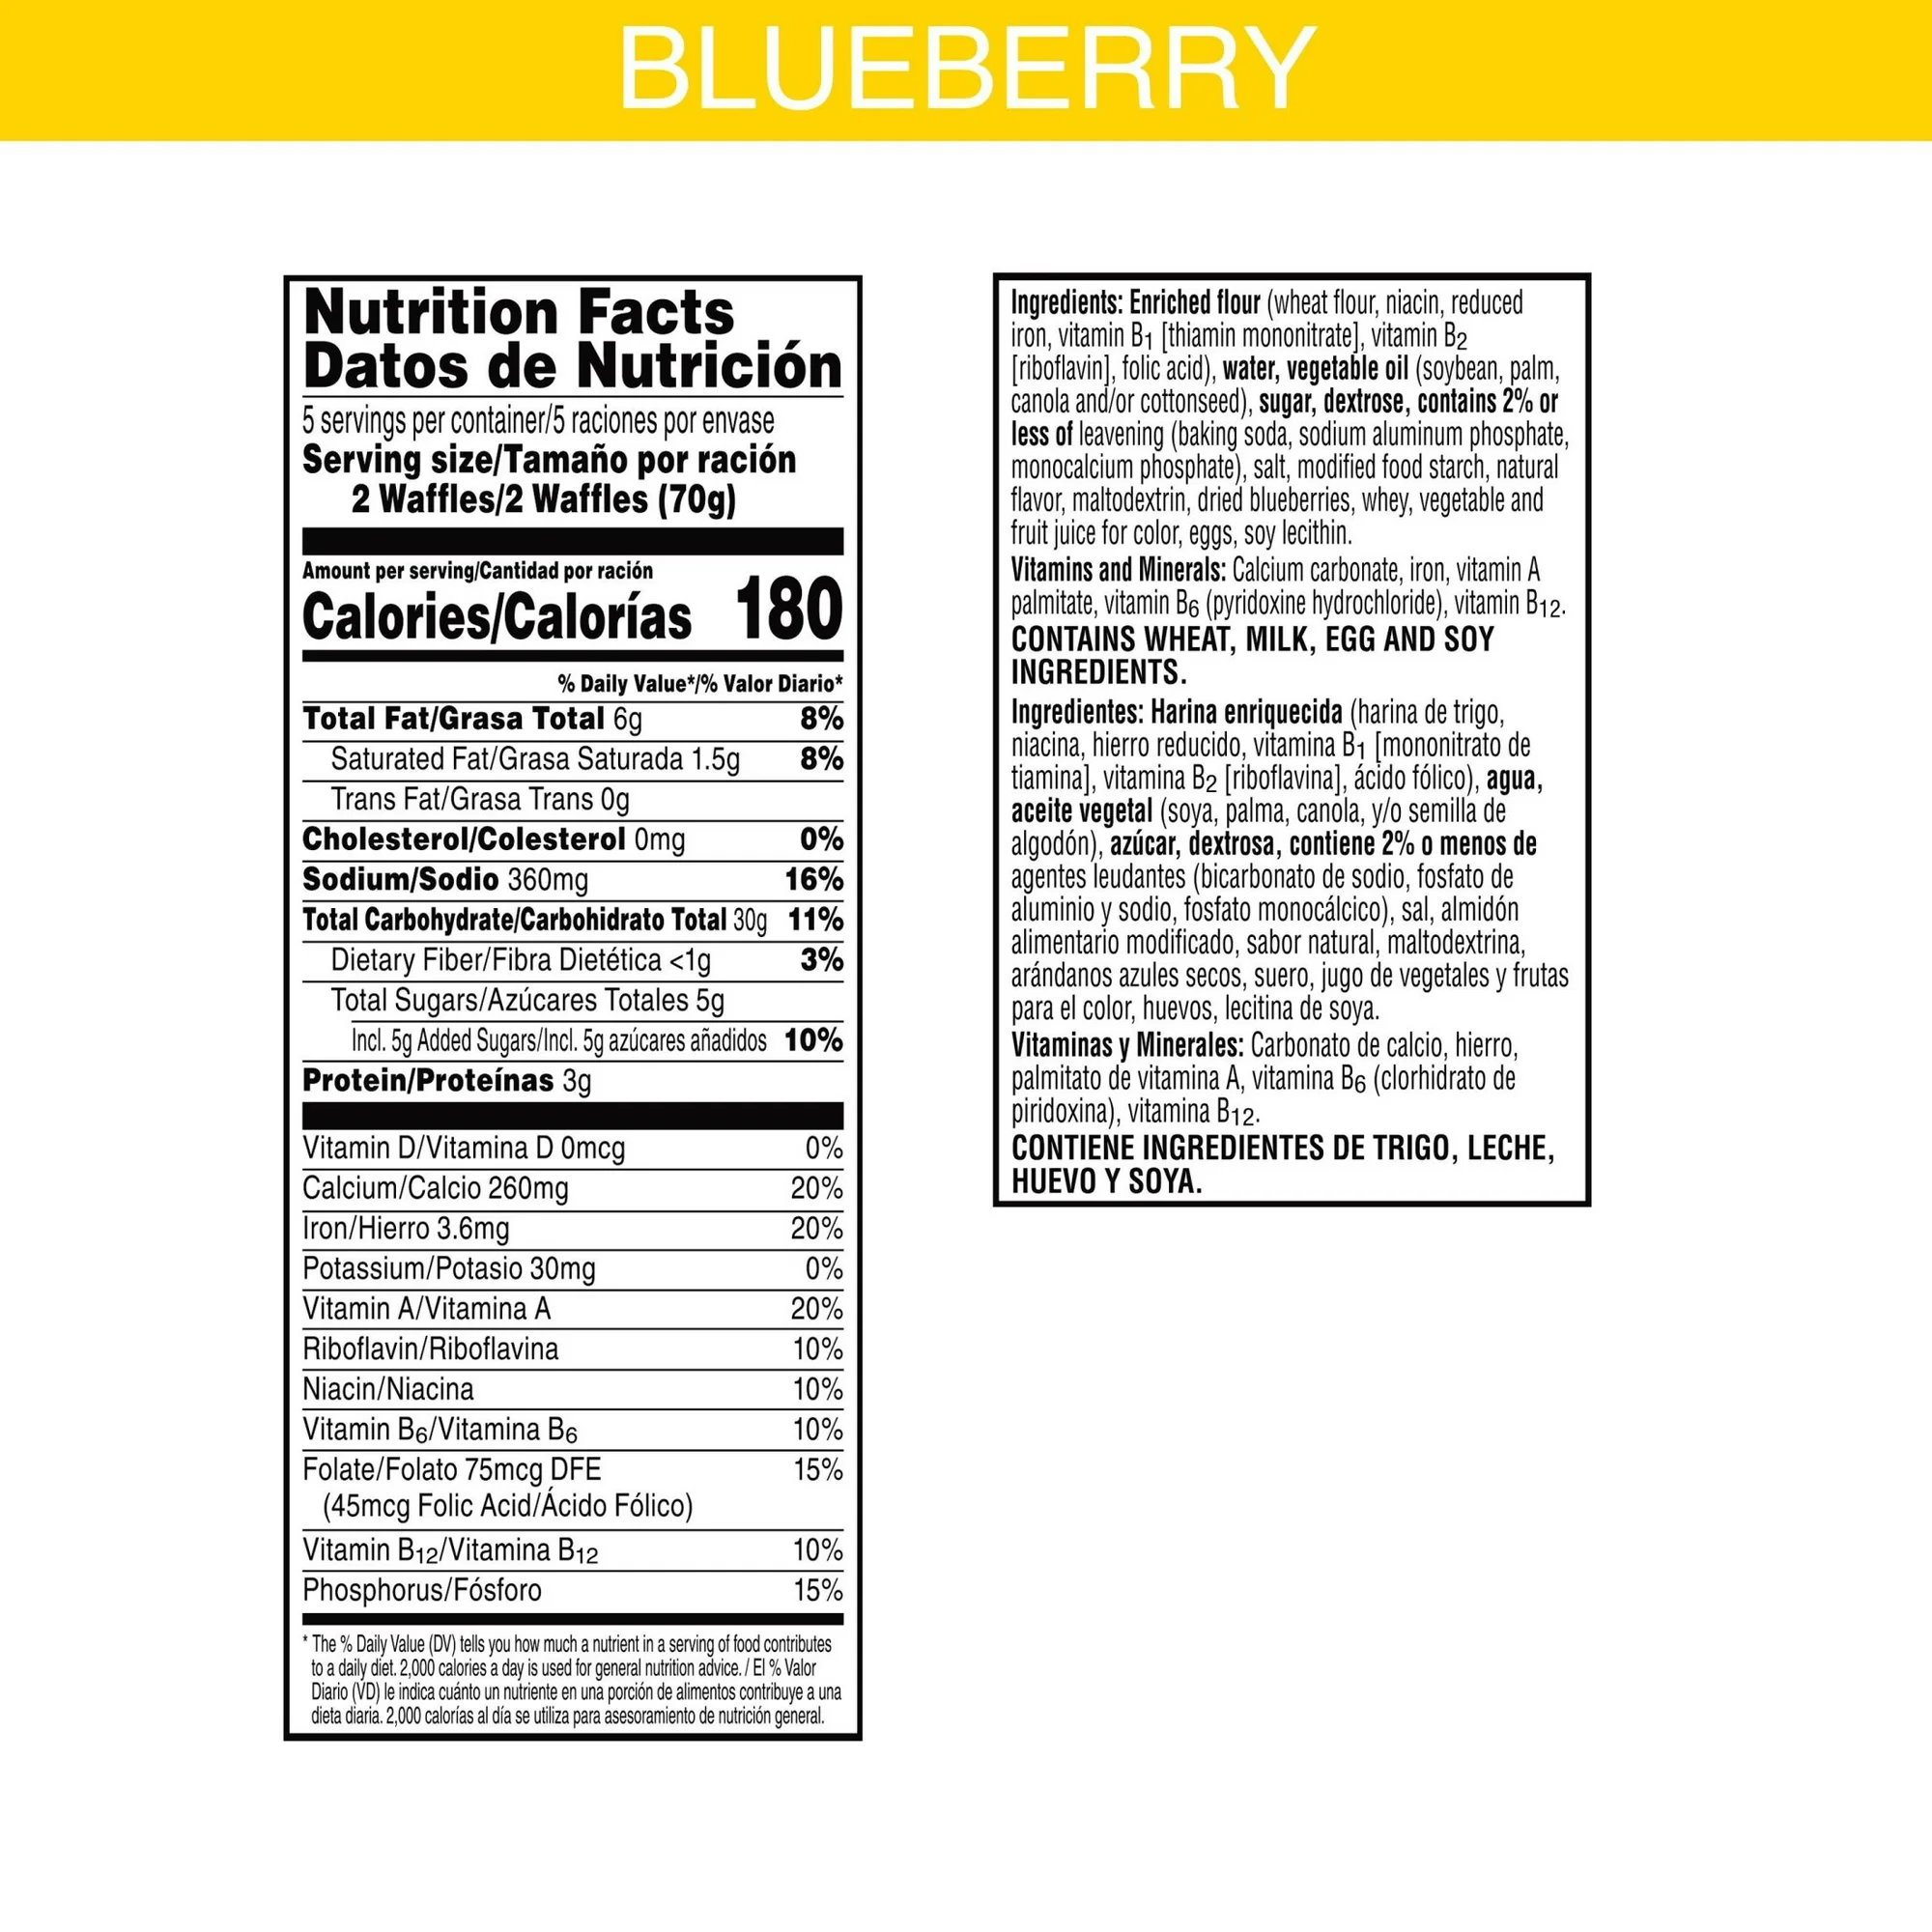 BLUEBERRY
Nutrition Facts
Datos de Nutrición
5 servings per container/5 raciones por envase
Serving size/Tamaño por ración
2 Waffles/2 Waffles (70g)
Amount per serving/Cantidad por ración
Calories/Calorías 180
% Daily Value*/% Valor Diario*
Total Fat/Grasa Total 6g 8%
Saturated Fat/Grasa Saturada 1.5g 8%
Trans Fat/Grasa Trans 0g
Cholesterol/Colesterol 0mg 0%
Sodium/Sodio 360mg 16%
Total Carbohydrate/Carbohidrato Total 30g 11%
Dietary Fiber/Fibra Dietética <1g 3%
Total Sugars/Azúcares Totales 5g
Incl. 5g Added Sugars/Incl. 5g azúcares añadidos 10%
Protein/Proteínas 3g
Vitamin D/Vitamina D 0mcg 0%
Calcium/Calcio 260mg 20%
Iron/Hierro 3.6mg 20%
Potassium/Potasio 30mg 0%
Vitamin A/Vitamina A 20%
Riboflavin/Riboflavina 10%
Niacin/Niacina 10%
Vitamin B6/Vitamina B6 10%
Folate/Folato 75mcg DFE 15%
(45mcg Folic Acid/Ácido Fólico)
Vitamin B12/Vitamina B12 10%
Phosphorus/Fósforo 15%
* The % Daily Value (DV) tells you how much a nutrient in a serving of food contributes
to a daily diet. 2,000 calories a day is used for general nutrition advice. / El % Valor
Diario (VD) le indica cuánto un nutriente en una porción de alimentos contribuye a una
dieta diaria. 2,000 calorías al día se utiliza para asesoramiento de nutrición general.
Ingredients: Enriched flour (wheat flour, niacin, reduced
iron, vitamin B1 [thiamin mononitrate], vitamin B2
[riboflavin], folic acid), water, vegetable oil (soybean, palm,
canola and/or cottonseed), sugar, dextrose, contains 2% or
less of leavening (baking soda, sodium aluminum phosphate,
monocalcium phosphate), salt, modified food starch, natural
flavor, maltodextrin, dried blueberries, whey, vegetable and
fruit juice for color, eggs, soy lecithin.
Vitamins and Minerals: Calcium carbonate, iron, vitamin A
palmitate, vitamin B6 (pyridoxine hydrochloride), vitamin B12.
CONTAINS WHEAT, MILK, EGG AND SOY
INGREDIENTS.
Ingredientes: Harina enriquecida (harina de trigo,
niacina, hierro reducido, vitamina B1 [mononitrato de
tiamina], vitamina B2 [riboflavina], ácido fólico), agua,
aceite vegetal (soya, palma, canola, y/o semilla de
algodón), azúcar, dextrosa, contiene 2% o menos de
agentes leudantes (bicarbonato de sodio, fosfato de
aluminio y sodio, fosfato monocálcico), sal, almidón
alimentario modificado, sabor natural, maltodextrina,
arándanos azules secos, suero, jugo de vegetales y frutas
para el color, huevos, lecitina de soya.
Vitaminas y Minerales: Carbonato de calcio, hierro,
palmitato de vitamina A, vitamina B6 (clorhidrato de
piridoxina), vitamina B12.
CONTIENE INGREDIENTES DE TRIGO, LECHE,
HUEVO Y SOYA.